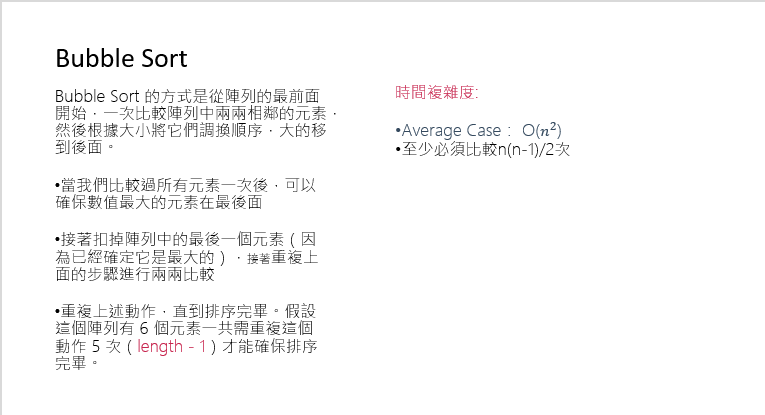 Bubble Sort
Bubble Sort 的方式是從陣列的最前面
開始，一次比較陣列中兩兩相鄰的元素，
然後根據大小將它們調換順序，大的移
到後面。
•當我們比較過所有元素一次後，可以
確保數值最大的元素在最後面
•接著扣掉陣列中的最後一個元素（因
為已經確定它是最大的），接著重複上
面的步驟進行兩兩比較
•重複上述動作，直到排序完畢。假設
這個陣列有 6 個元素一共需重複這個
動作 5 次（length - 1）才能確保排序
完畢。
時間複雜度:
•Average Case： O(n²)
•至少必須比較n(n-1)/2次